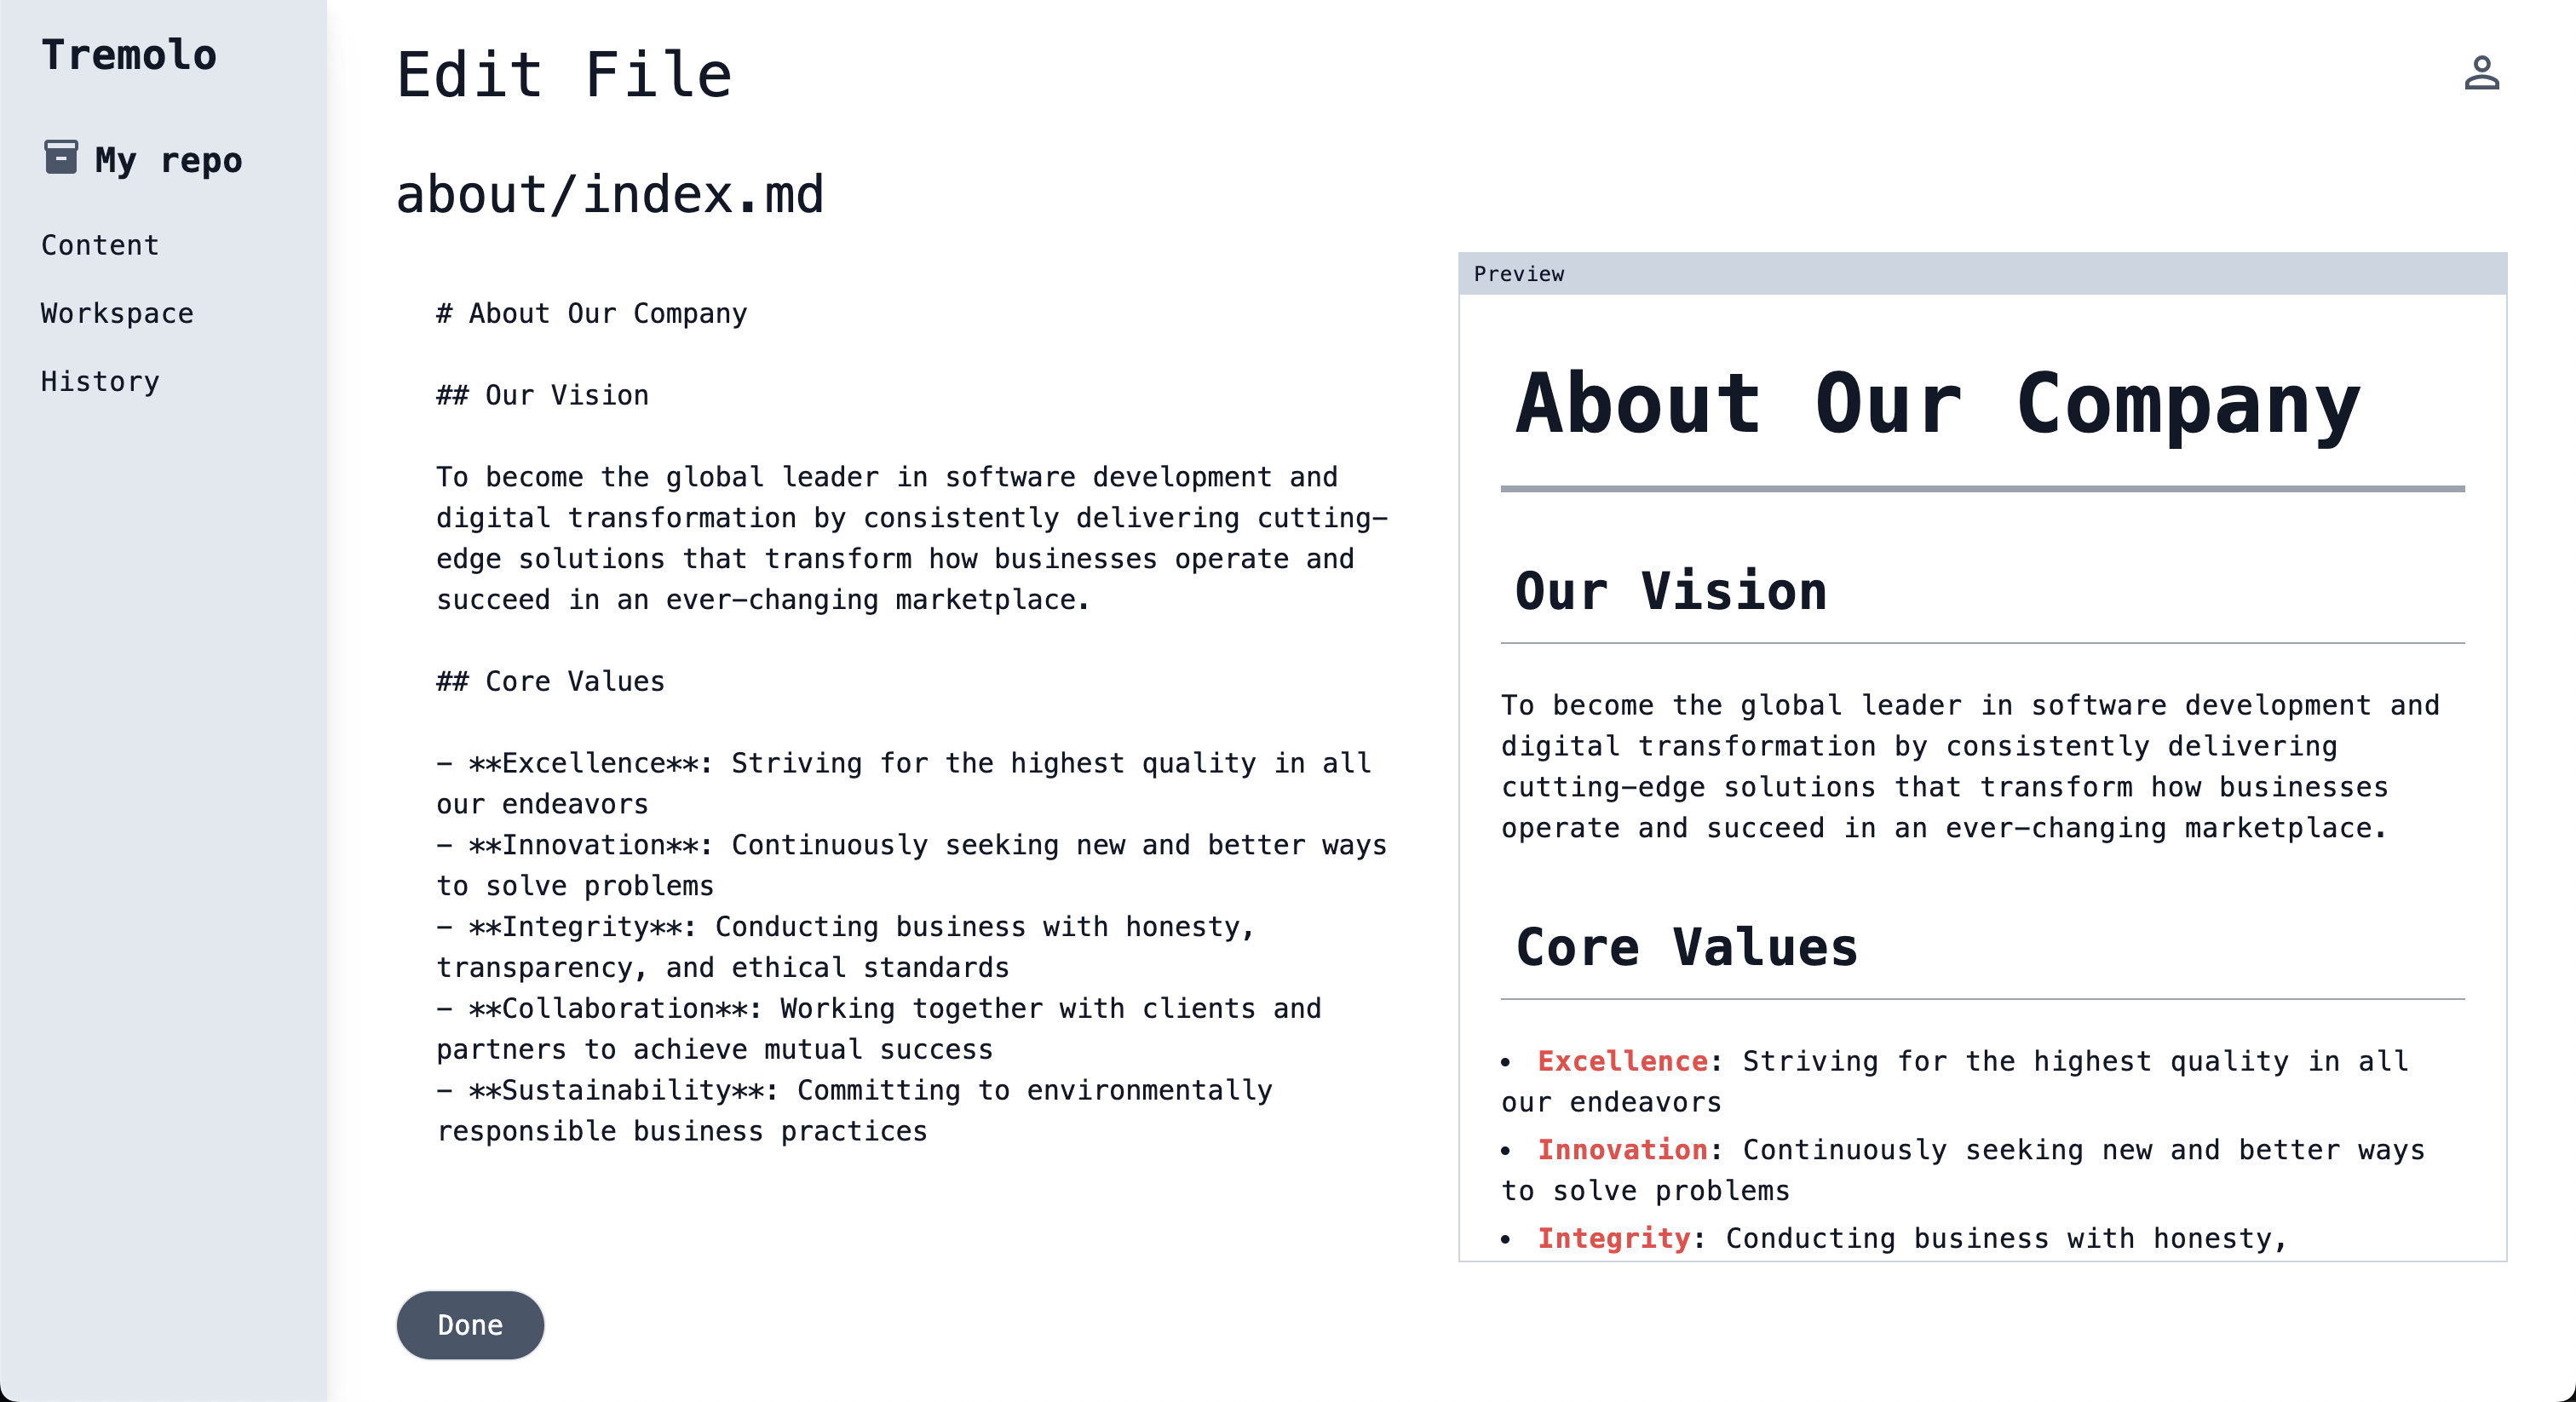 Tremolo
My repo
Content
Workspace
History
Edit File
about/index.md
# About Our Company
## Our Vision
To become the global leader in software development and
digital transformation by consistently delivering cutting-
edge solutions that transform how businesses operate and
succeed in an ever-changing marketplace.
## Core Values
- **Excellence**: Striving for the highest quality in all
our endeavors
- **Innovation**: Continuously seeking new and better ways
to solve problems
- **Integrity**: Conducting business with honesty,
transparency, and ethical standards
- **Collaboration**: Working together with clients and
partners to achieve mutual success
- **Sustainability**: Committing to environmentally
responsible business practices
Done
Preview
About Our Company
Our Vision
To become the global leader in software development and
digital transformation by consistently delivering
cutting-edge solutions that transform how businesses
operate and succeed in an ever-changing marketplace.
Core Values
• Excellence: Striving for the highest quality in all
our endeavors
• Innovation: Continuously seeking new and better ways
to solve problems
• Integrity: Conducting business with honesty,